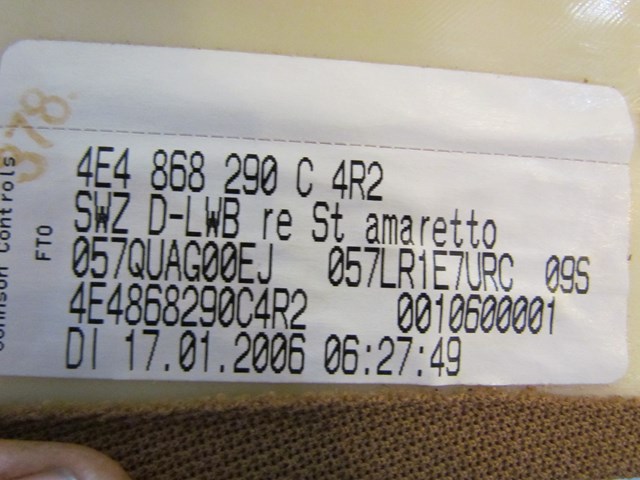 4E4 868 290 C 4R2
SWZ D-LWB re St amaretto
057QUAG00EJ 057LR1E7URC 09S
4E4868290C4R2 0010600001
DI 17.01.2006 06:27:49
FTO
Johnson Controls
378